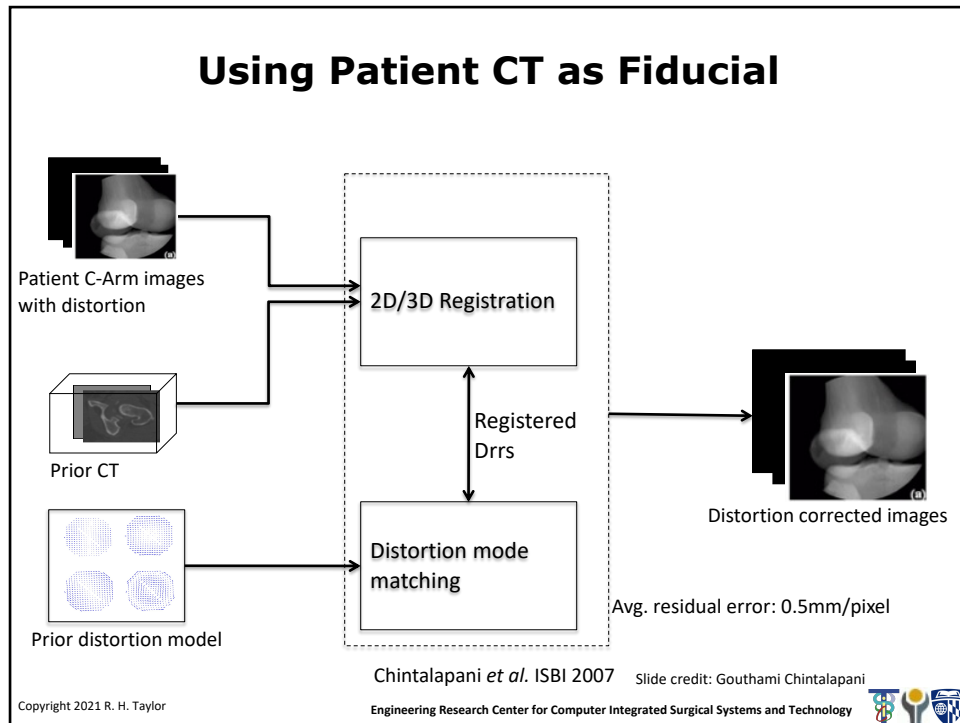 Using Patient CT as Fiducial
(a)
Patient C-Arm images
with distortion
2D/3D Registration
Prior CT
Registered
Drrs
(a)
Distortion corrected images
Distortion mode
matching
Prior distortion model
Avg. residual error: 0.5mm/pixel
Chintalapani et al. ISBI 2007
Slide credit: Gouthami Chintalapani
Copyright 2021 R. H. Taylor
Engineering Research Center for Computer Integrated Surgical Systems and Technology